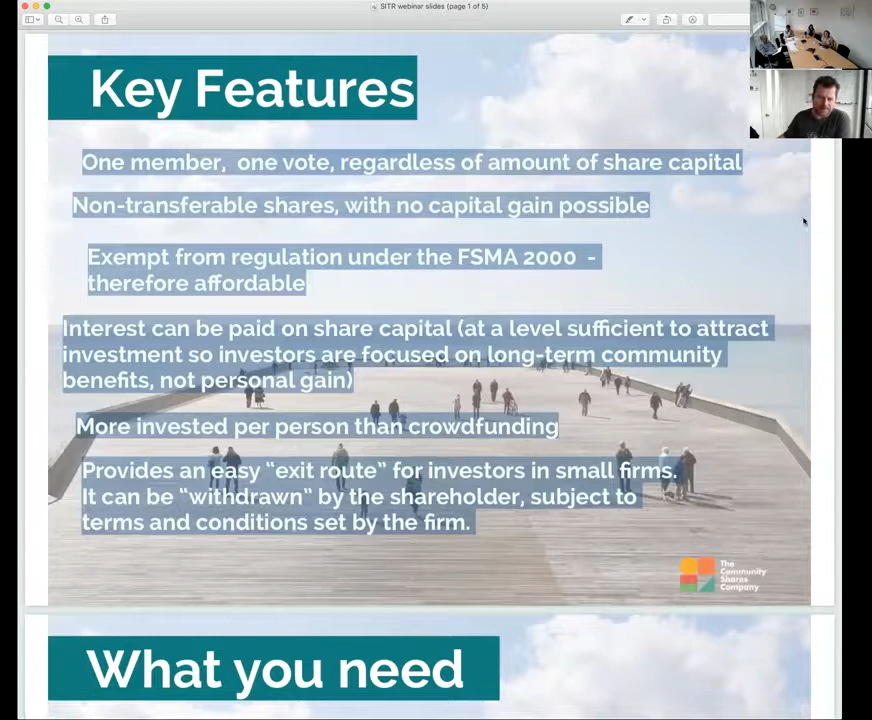 SITR webinar slides (page 1 of 5)
Key Features
One member, one vote, regardless of amount of share capital
Non-transferable shares, with no capital gain possible
Exempt from regulation under the FSMA 2000 -
therefore affordable
Interest can be paid on share capital (at a level sufficient to attract
investment so investors are focused on long-term community
benefits, not personal gain)
More invested per person than crowdfunding
Provides an easy “exit route” for investors in small firms.
It can be “withdrawn” by the shareholder, subject to
terms and conditions set by the firm.
The
Community
Shares
Company
What you need